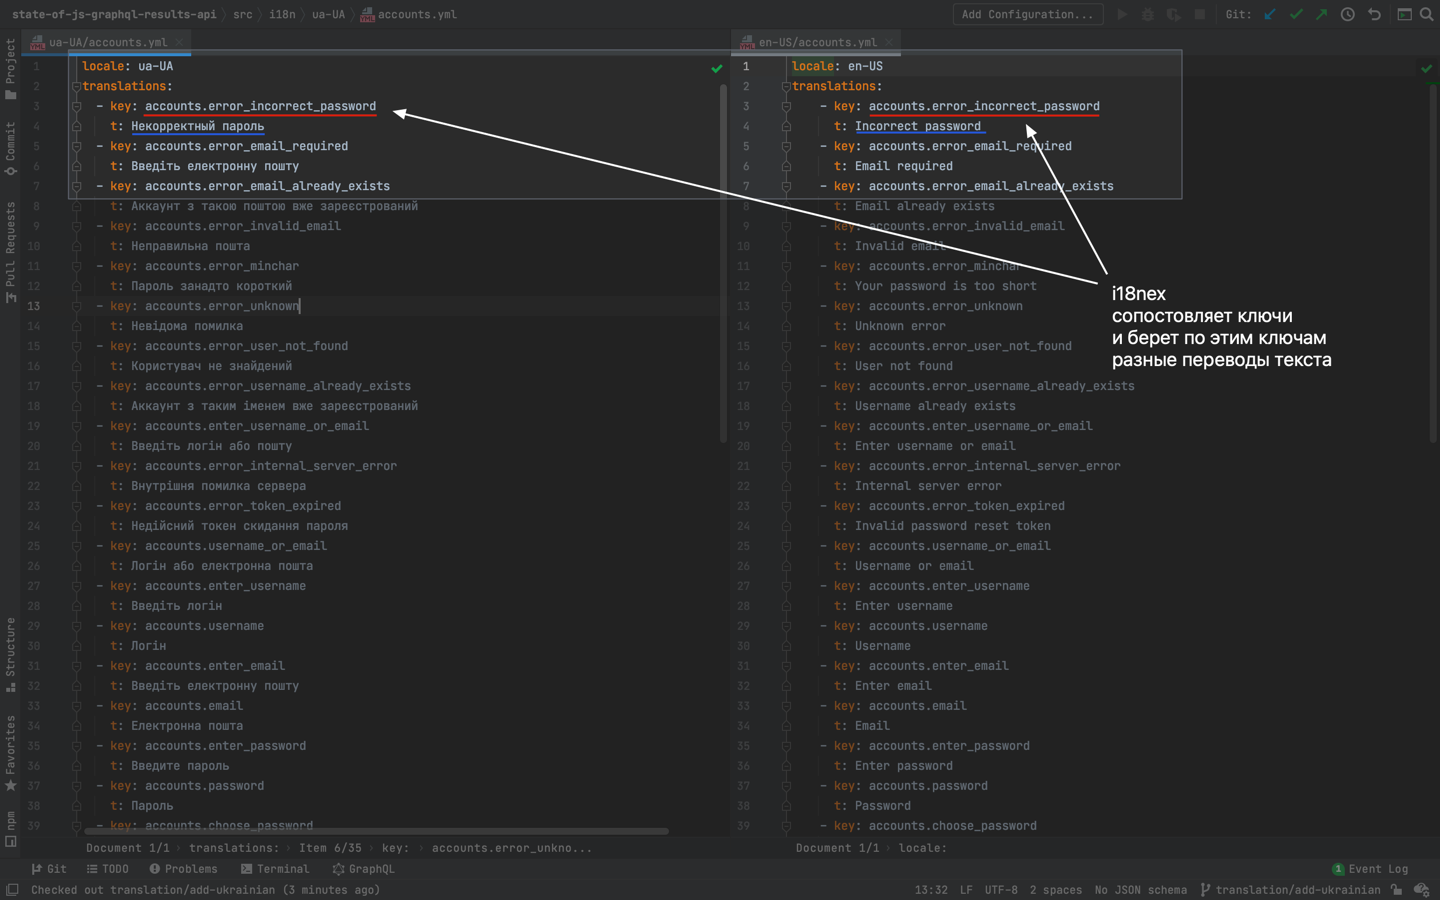 state-of-js-graphql-results-api src i18n ua-UA accounts.yml
Add Configuration... Git:
ua-UA/accounts.yml
en-US/accounts.yml
Project
Commit
Pull Requests
Structure
Favorites
npm
1 locale: ua-UA
2 translations:
3 - key: accounts.error_incorrect_password
4 t: Некорректный пароль
5 - key: accounts.error_email_required
6 t: Введіть електронну пошту
7 - key: accounts.error_email_already_exists
8 t: Аккаунт з такою поштою вже зареєстрований
9 - key: accounts.error_invalid_email
10 t: Неправильна пошта
11 - key: accounts.error_minchar
12 t: Пароль занадто короткий
13 - key: accounts.error_unknown
14 t: Невідома помилка
15 - key: accounts.error_user_not_found
16 t: Користувач не знайдений
17 - key: accounts.error_username_already_exists
18 t: Аккаунт з таким іменем вже зареєстрований
19 - key: accounts.enter_username_or_email
20 t: Введіть логін або пошту
21 - key: accounts.error_internal_server_error
22 t: Внутрішня помилка сервера
23 - key: accounts.error_token_expired
24 t: Недійсний токен скидання пароля
25 - key: accounts.username_or_email
26 t: Логін або електронна пошта
27 - key: accounts.enter_username
28 t: Введіть логін
29 - key: accounts.username
30 t: Логін
31 - key: accounts.enter_email
32 t: Введіть електронну пошту
33 - key: accounts.email
34 t: Електронна пошта
35 - key: accounts.enter_password
36 t: Введите пароль
37 - key: accounts.password
38 t: Пароль
39 - key: accounts.choose_password
1 locale: en-US
2 translations:
3 - key: accounts.error_incorrect_password
4 t: Incorrect password
5 - key: accounts.error_email_required
6 t: Email required
7 - key: accounts.error_email_already_exists
8 t: Email already exists
9 - key: accounts.error_invalid_email
10 t: Invalid email
11 - key: accounts.error_minchar
12 t: Your password is too short
13 - key: accounts.error_unknown
14 t: Unknown error
15 - key: accounts.error_user_not_found
16 t: User not found
17 - key: accounts.error_username_already_exists
18 t: Username already exists
19 - key: accounts.enter_username_or_email
20 t: Enter username or email
21 - key: accounts.error_internal_server_error
22 t: Internal server error
23 - key: accounts.error_token_expired
24 t: Invalid password reset token
25 - key: accounts.username_or_email
26 t: Username or email
27 - key: accounts.enter_username
28 t: Enter username
29 - key: accounts.username
30 t: Username
31 - key: accounts.enter_email
32 t: Enter email
33 - key: accounts.email
34 t: Email
35 - key: accounts.enter_password
36 t: Enter password
37 - key: accounts.password
38 t: Password
39 - key: accounts.choose_password
i18nex
сопостовляет ключи
и берет по этим ключам
разные переводы текста
Document 1/1 translations: Item 6/35 key: accounts.error_unkno...
Document 1/1 locale:
Git TODO Problems Terminal GraphQL
1 Event Log
Checked out translation/add-ukrainian (3 minutes ago)
13:32 LF UTF-8 2 spaces No JSON schema translation/add-ukrainian